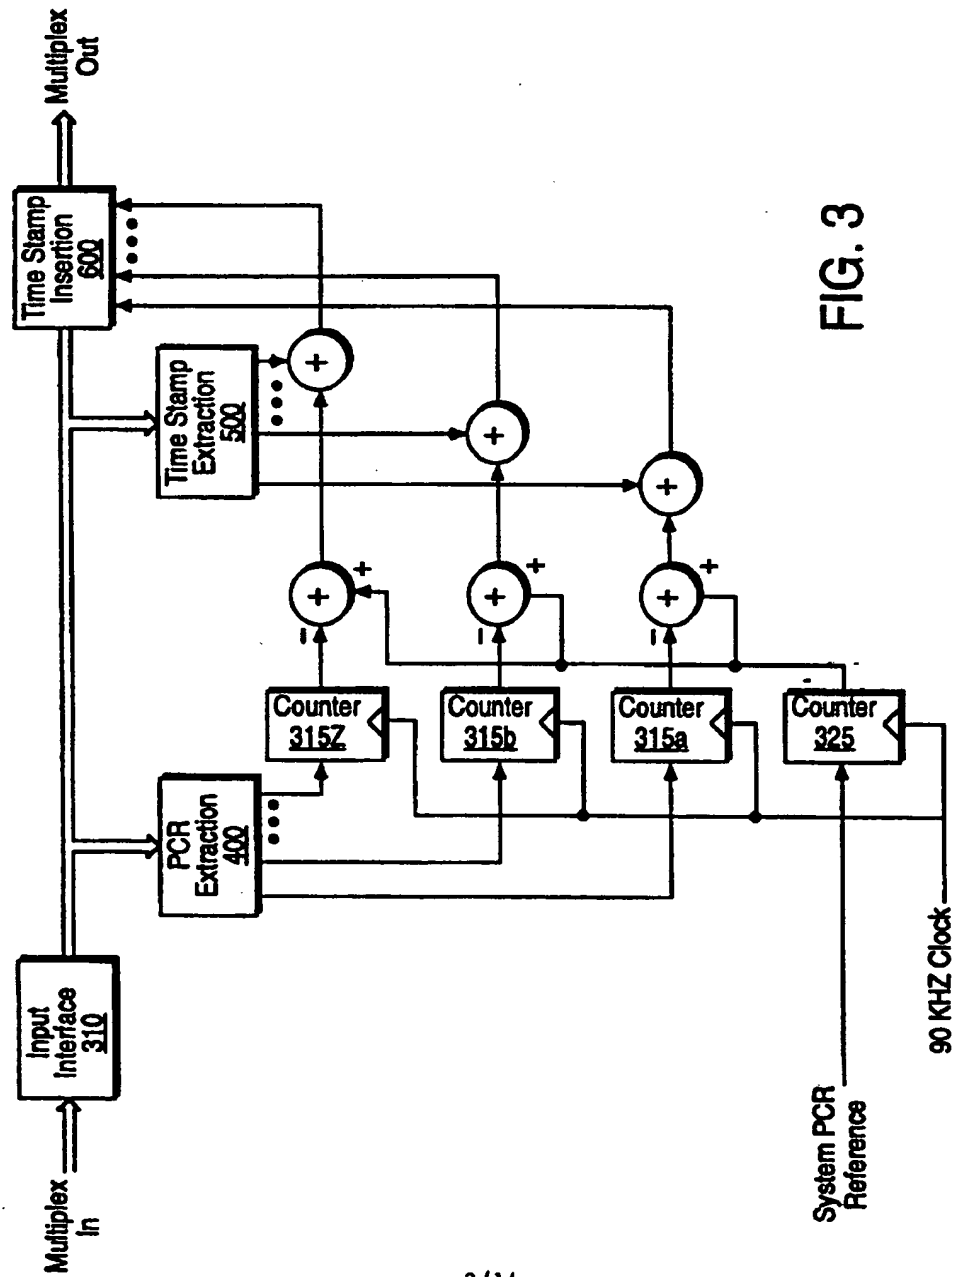 Multiplex
In
Input
Interface
310
PCR
Extraction
400
Time Stamp
Extraction
500
Time Stamp
Insertion
600
Multiplex
Out
Counter
315Z
Counter
315b
Counter
315a
Counter
325
−
+
+
+
−
+
+
+
−
+
+
+
System PCR
Reference
90 KHZ Clock
FIG. 3